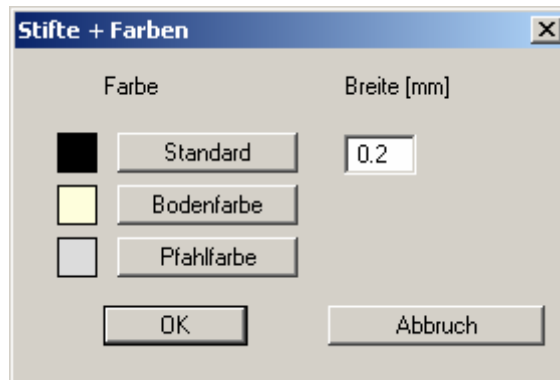 Stifte + Farben
Farbe Breite [mm]
Standard 0.2
Bodenfarbe
Pfahlfarbe
OK Abbruch